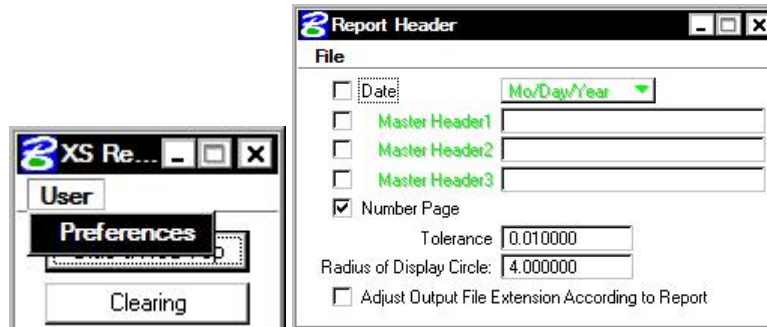 XS Re...
User
Preferences
Clearing
Report Header
File
Date Mo/Day/Year
Master Header1
Master Header2
Master Header3
Number Page
Tolerance 0.010000
Radius of Display Circle: 4.000000
Adjust Output File Extension According to Report